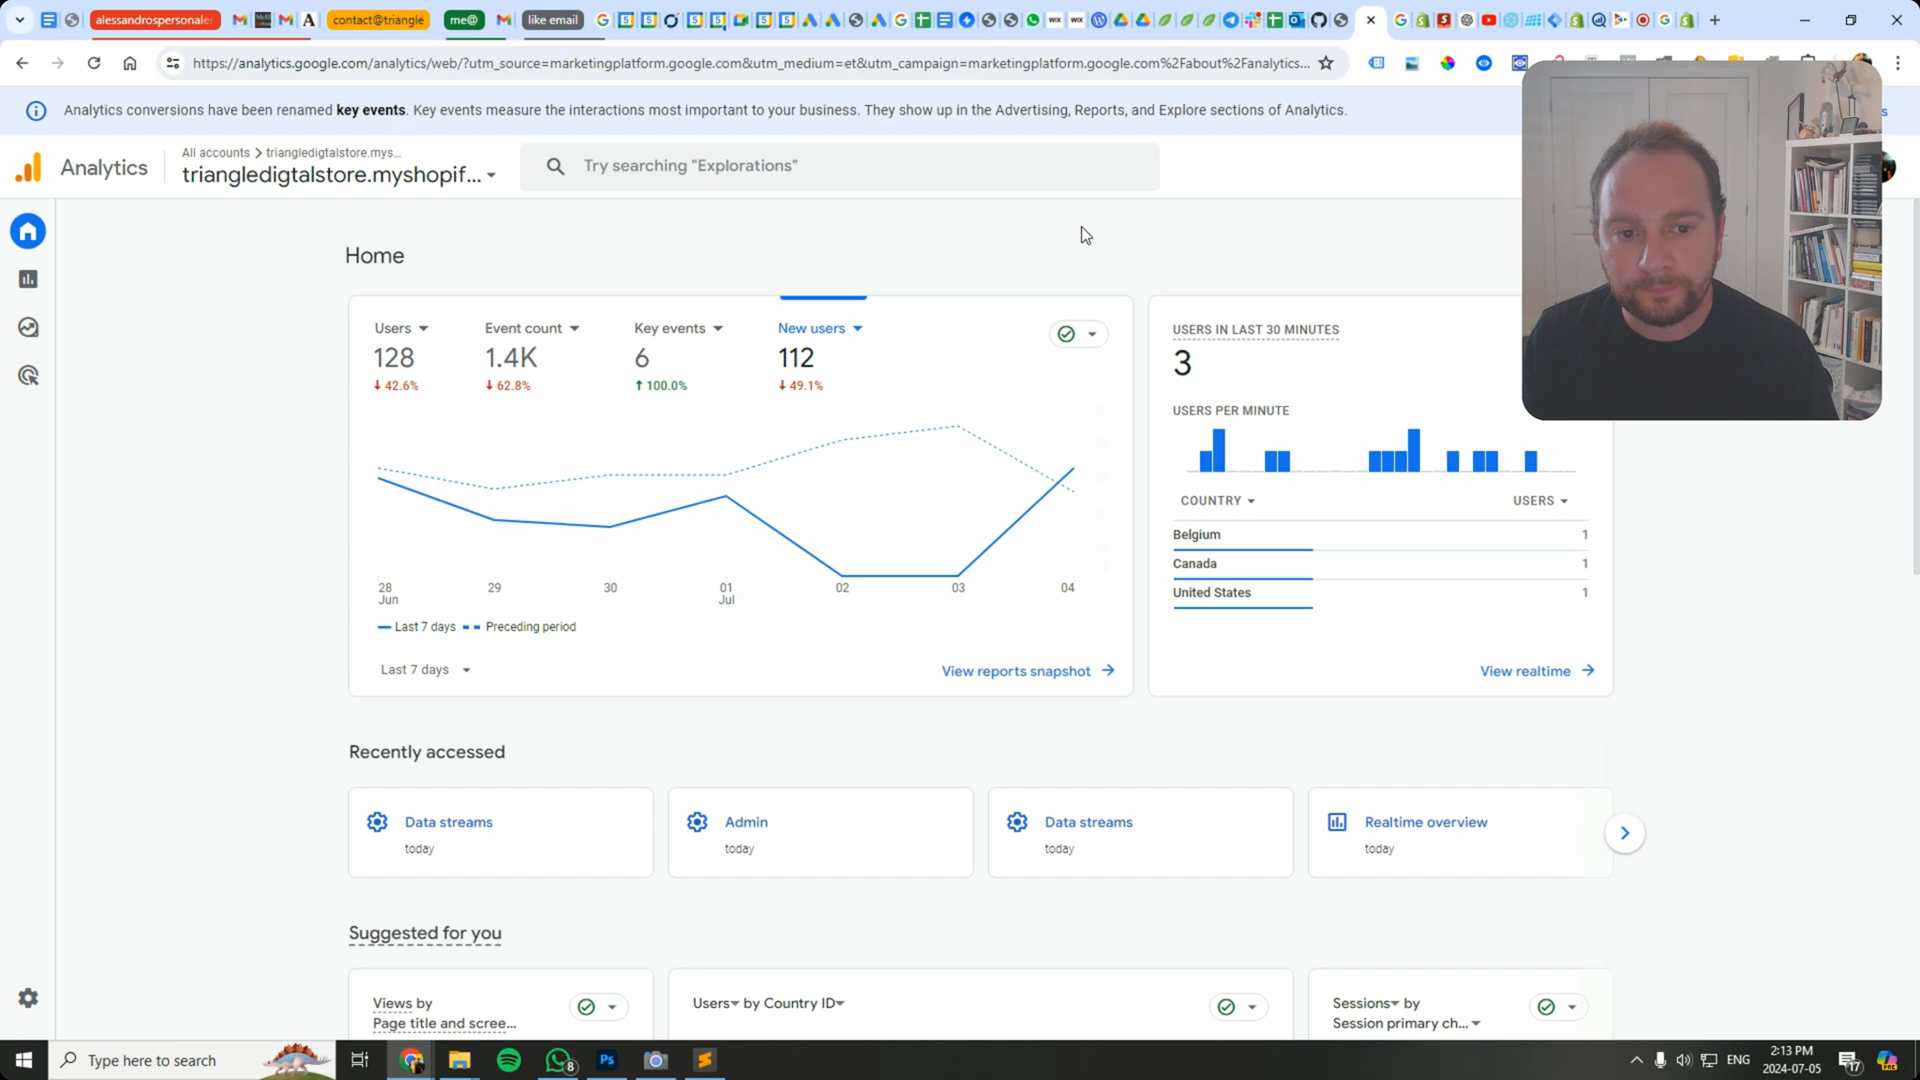 alessandrospersonaler
contact@triangle
me@
like email
https://analytics.google.com/analytics/web/?utm_source=marketingplatform.google.com&utm_medium=et&utm_campaign=marketingplatform.google.com%2Fabout%2Fanalytics...
Analytics conversions have been renamed key events. Key events measure the interactions most important to your business. They show up in the Advertising, Reports, and Explore sections of Analytics.
Analytics
All accounts > triangledigtalstore.mys...
triangledigtalstore.myshopif...
Try searching "Explorations"
Home
Users
128
42.6%
Event count
1.4K
62.8%
Key events
6
100.0%
New users
112
49.1%
28
Jun
29
30
01
Jul
02
03
04
Last 7 days
Preceding period
Last 7 days
View reports snapshot
USERS IN LAST 30 MINUTES
3
USERS PER MINUTE
COUNTRY
USERS
Belgium
1
Canada
1
United States
1
View realtime
Recently accessed
Data streams
today
Admin
today
Data streams
today
Realtime overview
today
Suggested for you
Views by
Page title and scree...
Users by Country ID
Sessions by
Session primary ch...
Type here to search
8
Ps
ENG
2:13 PM
2024-07-05
17